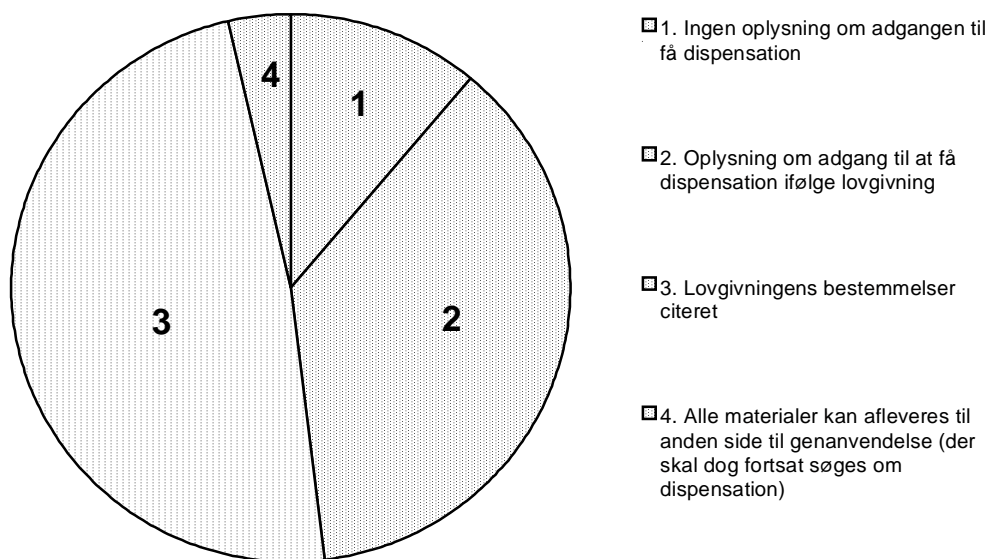 4
1
3
2
1. Ingen oplysning om adgangen til
få dispensation
2. Oplysning om adgang til at få
dispensation ifølge lovgivning
3. Lovgivningens bestemmelser
citeret
4. Alle materialer kan afleveres til
anden side til genanvendelse (der
skal dog fortsat søges om
dispensation)